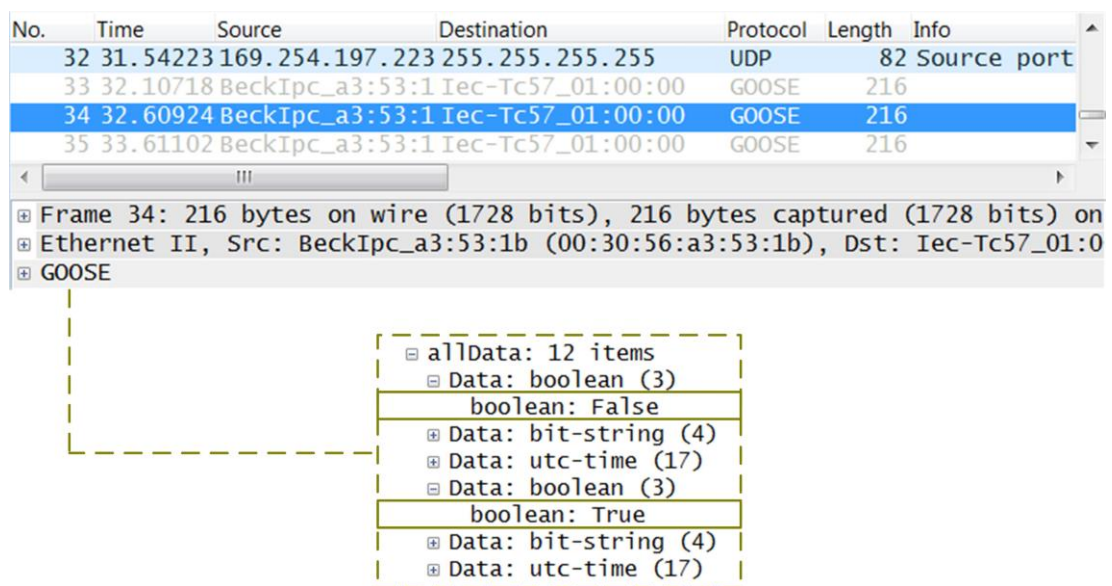 No. Time Source Destination Protocol Length Info
32 31.54223 169.254.197.223 255.255.255.255 UDP 82 Source port
33 32.10718 BeckIpc_a3:53:1 Iec-Tc57_01:00:00 GOOSE 216
34 32.60924 BeckIpc_a3:53:1 Iec-Tc57_01:00:00 GOOSE 216
35 33.61102 BeckIpc_a3:53:1 Iec-Tc57_01:00:00 GOOSE 216
Frame 34: 216 bytes on wire (1728 bits), 216 bytes captured (1728 bits) on
Ethernet II, Src: BeckIpc_a3:53:1b (00:30:56:a3:53:1b), Dst: Iec-Tc57_01:0
GOOSE
allData: 12 items
Data: boolean (3)
boolean: False
Data: bit-string (4)
Data: utc-time (17)
Data: boolean (3)
boolean: True
Data: bit-string (4)
Data: utc-time (17)